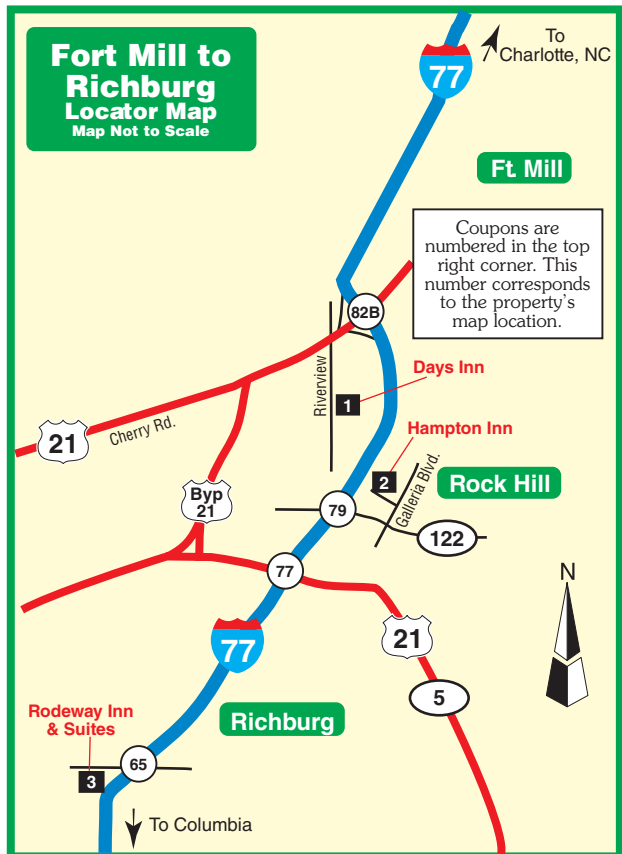 Fort Mill to
Richburg
Locator Map
Map Not to Scale
To
Charlotte, NC
77
Ft. Mill
Coupons are
numbered in the top
right corner. This
number corresponds
to the property's
map location.
82B
Riverview
Days Inn
1
Cherry Rd.
21
Hampton Inn
2
Galleria Blvd.
Rock Hill
Byp
21
79
122
77
N
77
21
5
Rodeway Inn
& Suites
Richburg
65
3
To Columbia